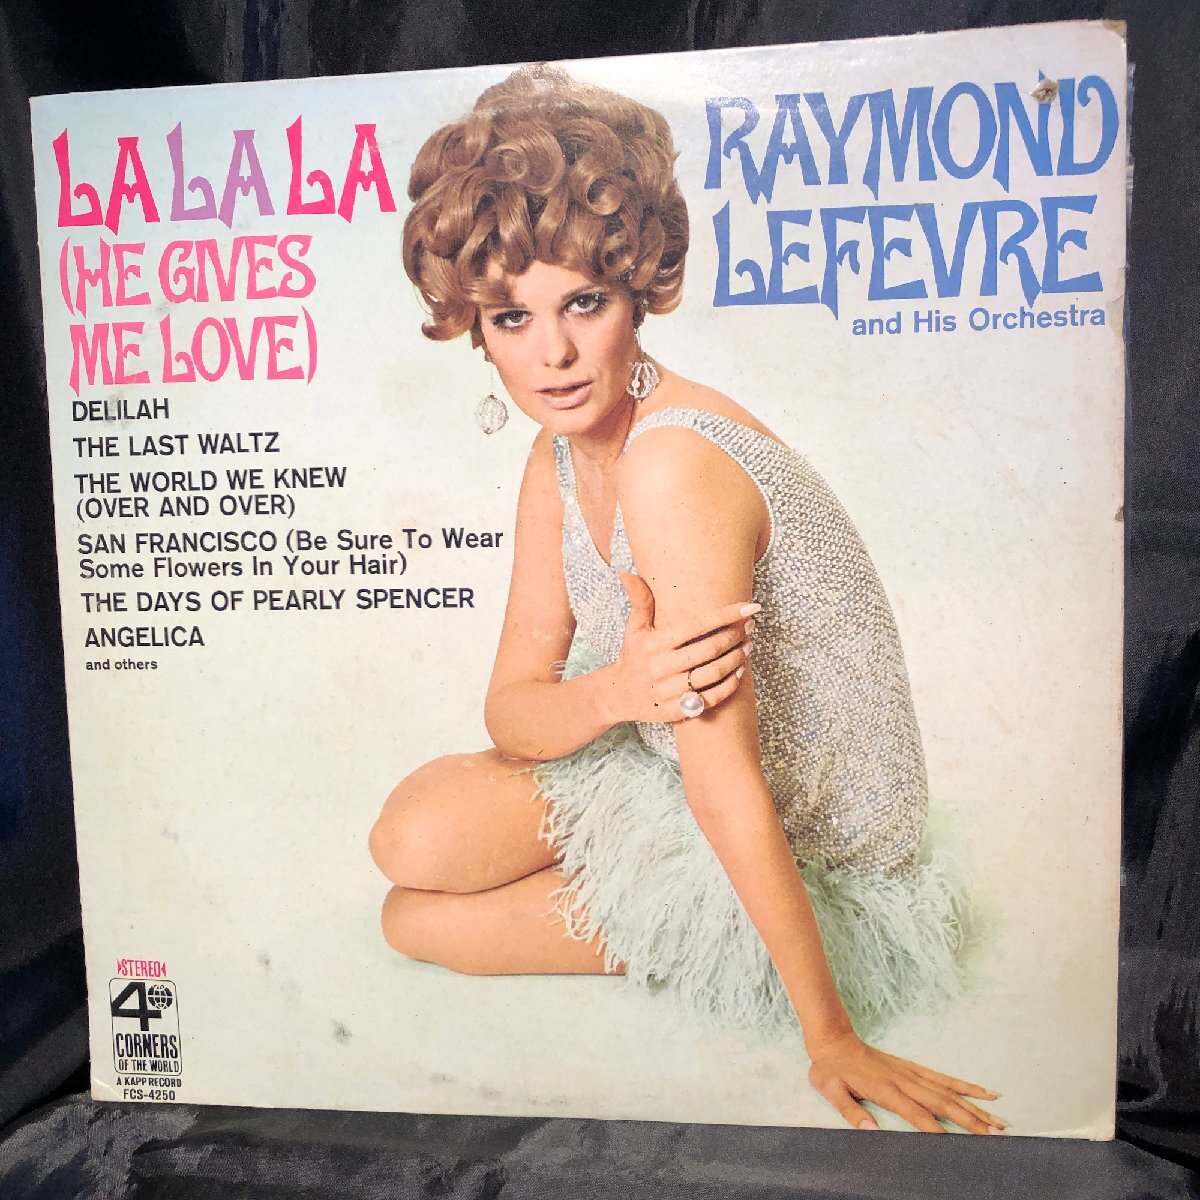 LA LA LA
(HE GIVES
ME LOVE)
DELILAH
THE LAST WALTZ
THE WORLD WE KNEW
(OVER AND OVER)
SAN FRANCISCO (Be Sure To Wear
Some Flowers In Your Hair)
THE DAYS OF PEARLY SPENCER
ANGELICA
and others
RAYMOND
LEFEVRE
and His Orchestra
STEREO
4
CORNERS
OF THE WORLD
A KAPP RECORD
FCS-4250